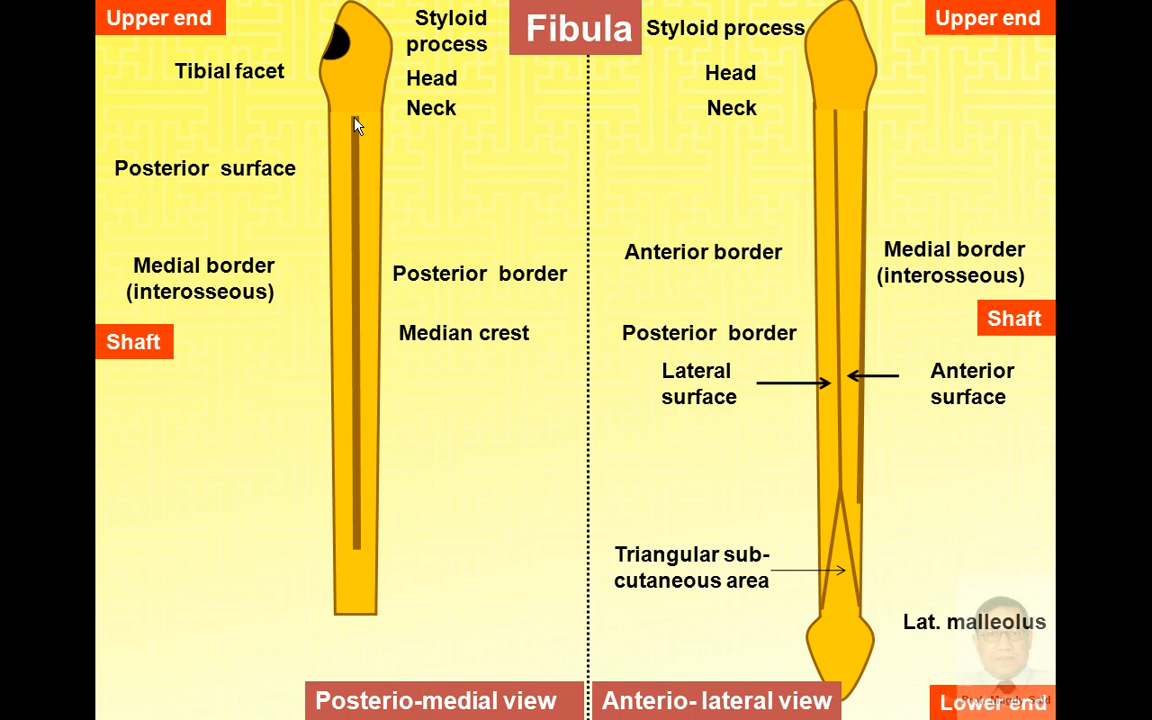 Fibula
Upper end
Styloid
process
Tibial facet
Head
Neck
Posterior surface
Medial border
(interosseous)
Posterior border
Shaft
Median crest
Posterio-medial view
Upper end
Styloid process
Head
Neck
Anterior border
Medial border
(interosseous)
Shaft
Posterior border
Lateral
surface
Anterior
surface
Triangular sub-
cutaneous area
Lat. malleolus
Lower end
Anterio- lateral view